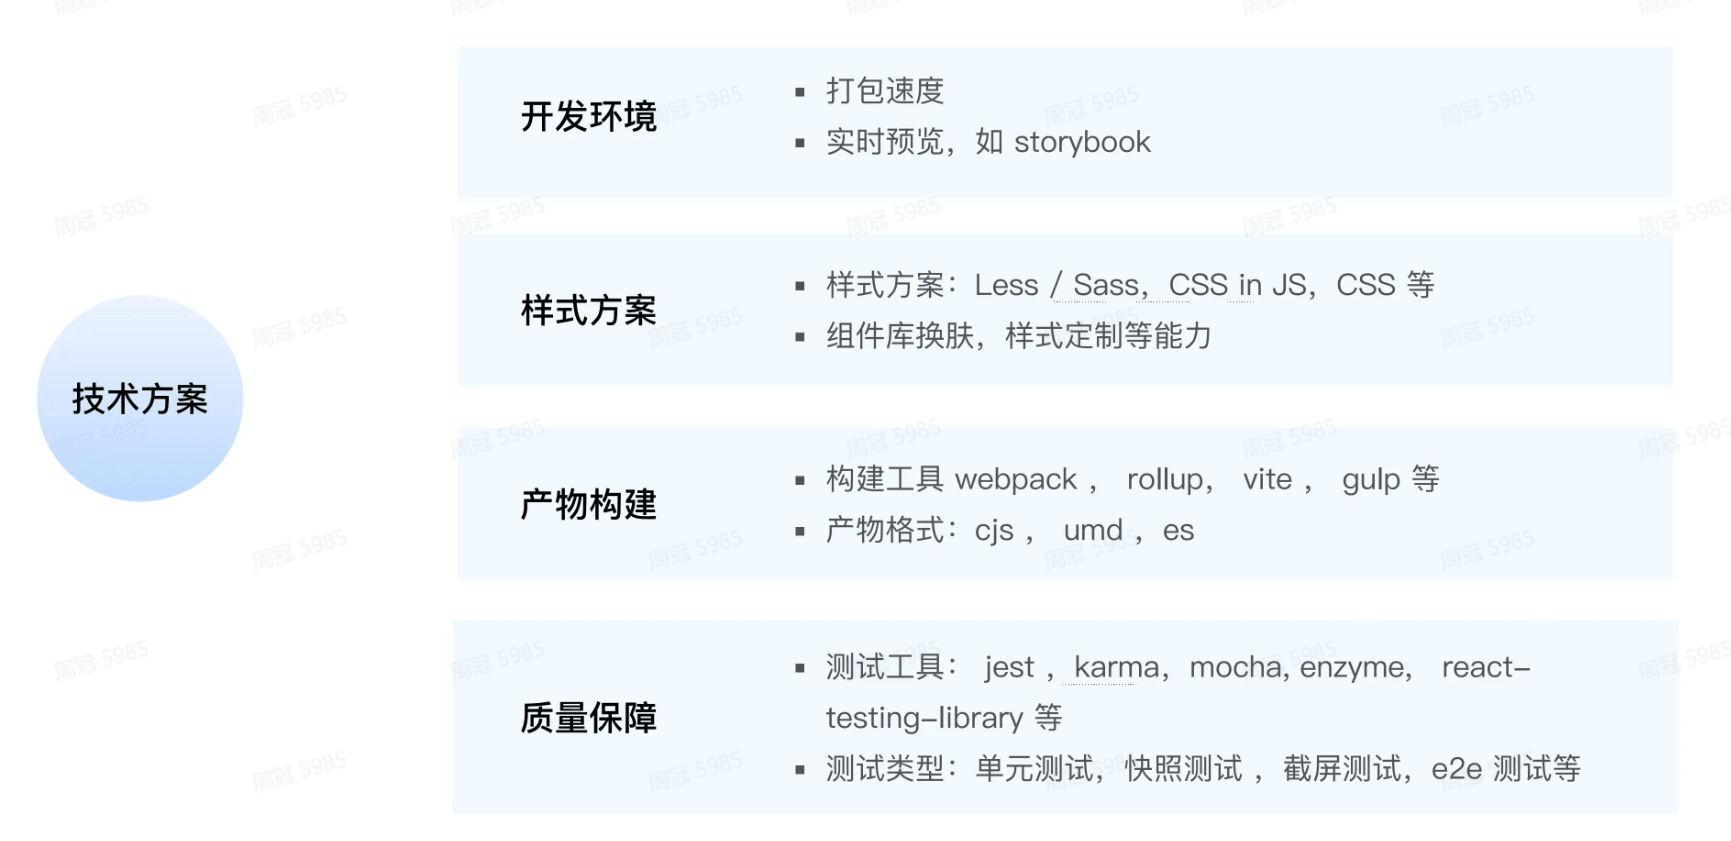 技术方案
开发环境
▪ 打包速度
▪ 实时预览，如 storybook
样式方案
▪ 样式方案：Less / Sass，CSS in JS，CSS 等
▪ 组件库换肤，样式定制等能力
产物构建
▪ 构建工具 webpack ， rollup， vite ， gulp 等
▪ 产物格式：cjs ， umd ，es
质量保障
▪ 测试工具： jest ，karma，mocha, enzyme， react-
testing-library 等
▪ 测试类型：单元测试，快照测试 ，截屏测试，e2e 测试等
周冠 5985